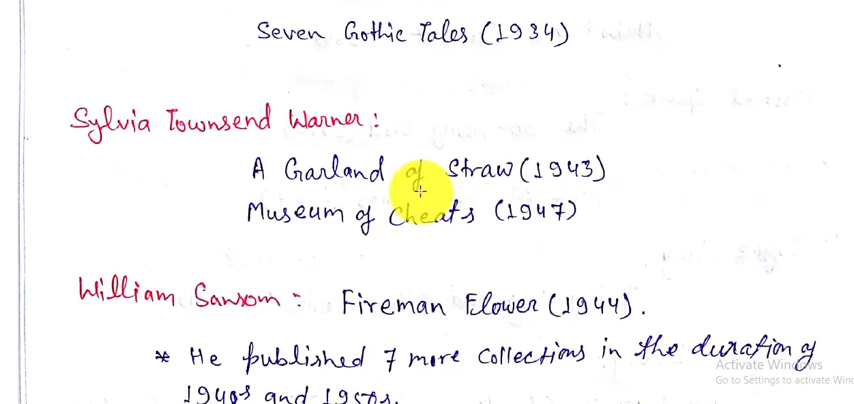 Seven Gothic Tales (1934)
Sylvia Townsend Warner:
A Garland of Straw (1943)
Museum of Cheats (1947)
William Sansom: Fireman Flower (1944).
* He published 7 more collections in the duration of
1940s and 1950s.
Activate Windows
Go to Settings to activate Wind